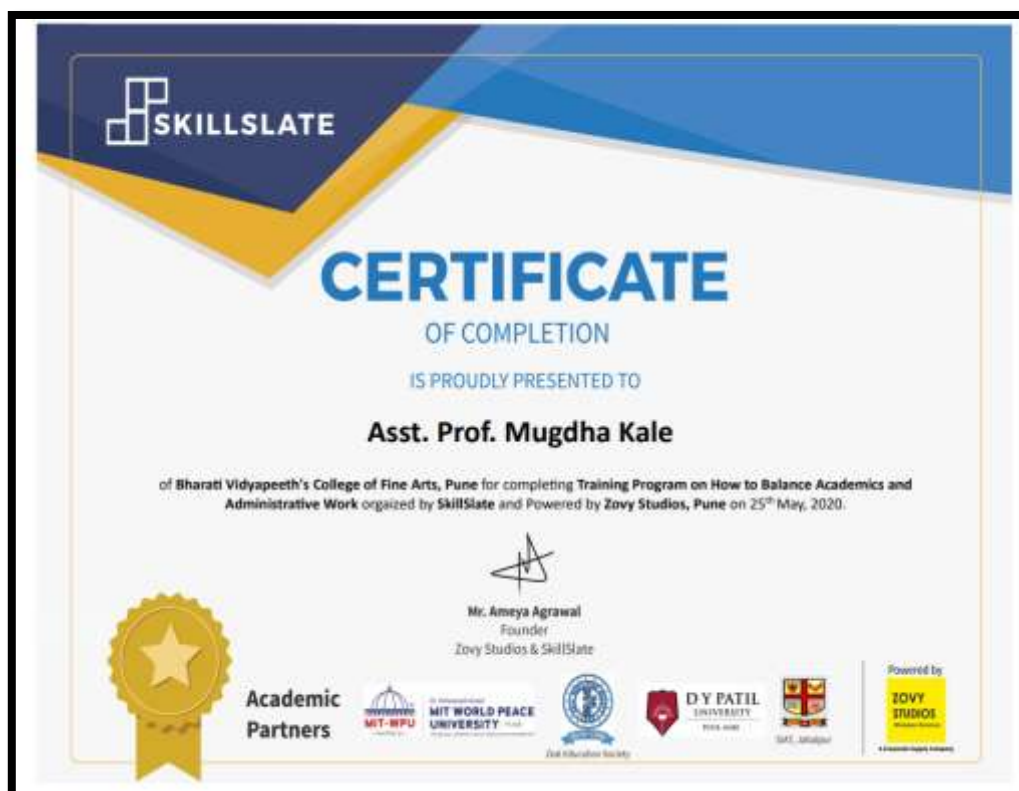 SKILLSLATE
CERTIFICATE
OF COMPLETION
IS PROUDLY PRESENTED TO
Asst. Prof. Mugdha Kale
of Bharati Vidyapeeth's College of Fine Arts, Pune for completing Training Program on How to Balance Academics and
Administrative Work orgaized by SkillSlate and Powered by Zovy Studios, Pune on 25th May, 2020.
Mr. Ameya Agrawal
Founder
Zovy Studios & SkillSlate
Academic
Partners
MIT-WPU
MIT WORLD PEACE
UNIVERSITY
Zeal Education Society
D Y PATIL
UNIVERSITY
Powered by
ZOVY
STUDIOS